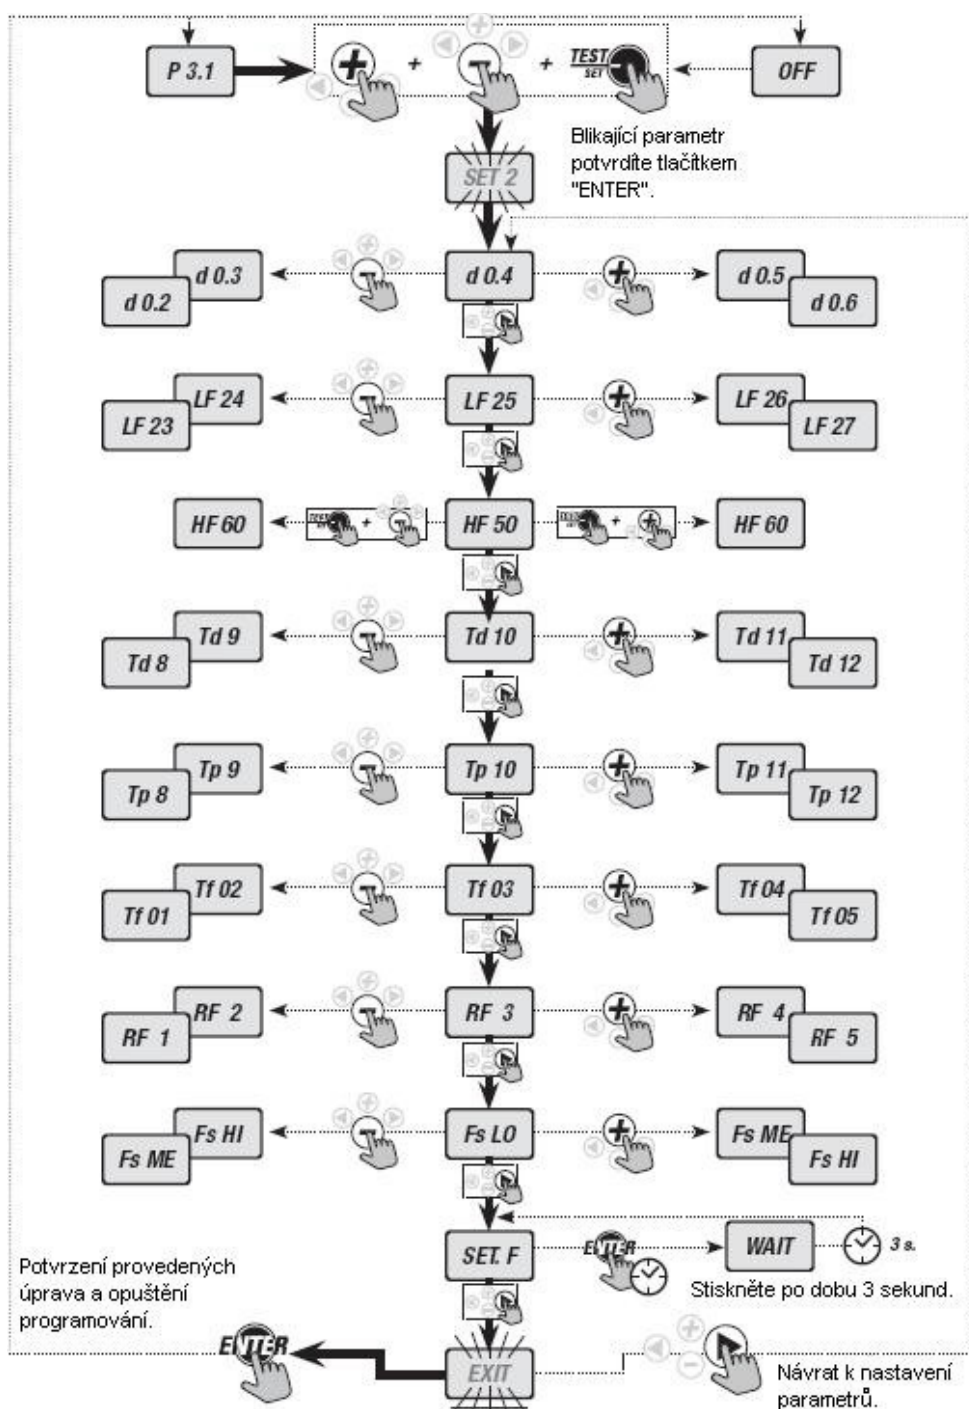 P 3.1
+
+
TEST
SET
OFF
Blikající parametr
potvrdíte tlačítkem
"ENTER".
SET 2
d 0.3
d 0.2
d 0.4
d 0.5
d 0.6
LF 24
LF 23
LF 25
LF 26
LF 27
HF 60
+
HF 50
+
HF 60
Td 9
Td 8
Td 10
Td 11
Td 12
Tp 9
Tp 8
Tp 10
Tp 11
Tp 12
Tf 02
Tf 01
Tf 03
Tf 04
Tf 05
RF 2
RF 1
RF 3
RF 4
RF 5
Fs HI
Fs ME
Fs LO
Fs ME
Fs HI
SET. F
ENTER
WAIT
3 s.
Stiskněte po dobu 3 sekund.
Potvrzení provedených
úprava a opuštění
programování.
ENTER
EXIT
Návrat k nastavení
parametrů.